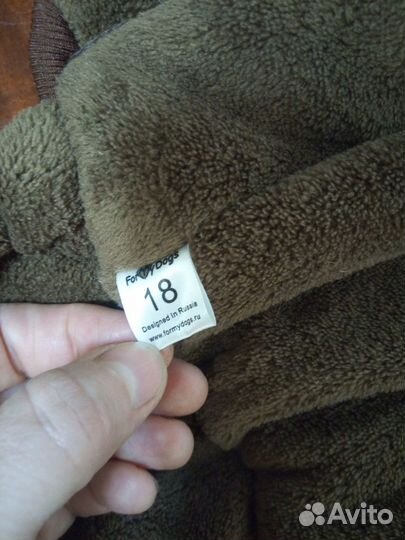 For My Dogs
18
Designed in Russia
www.formydogs.ru
Avito